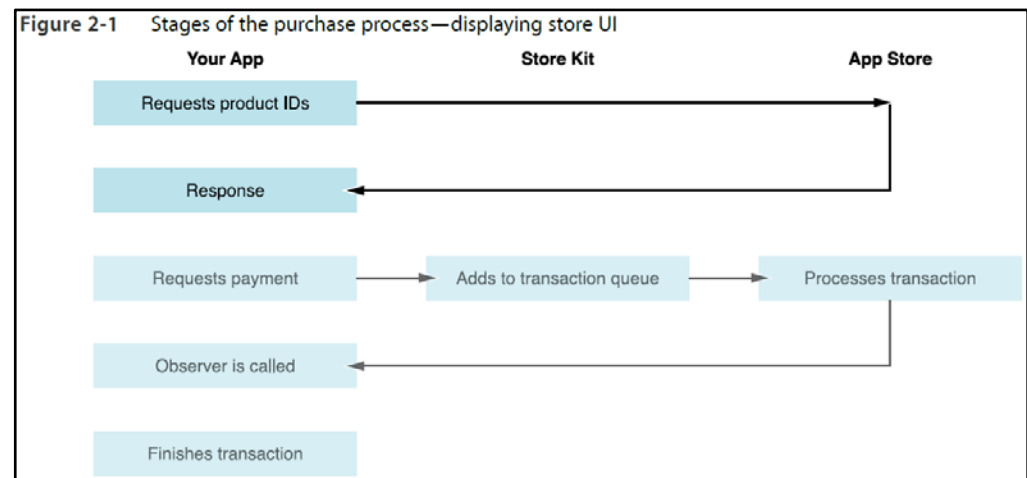 Figure 2-1 Stages of the purchase process—displaying store UI
Your App Store Kit App Store
Requests product IDs
Response
Requests payment Adds to transaction queue Processes transaction
Observer is called
Finishes transaction